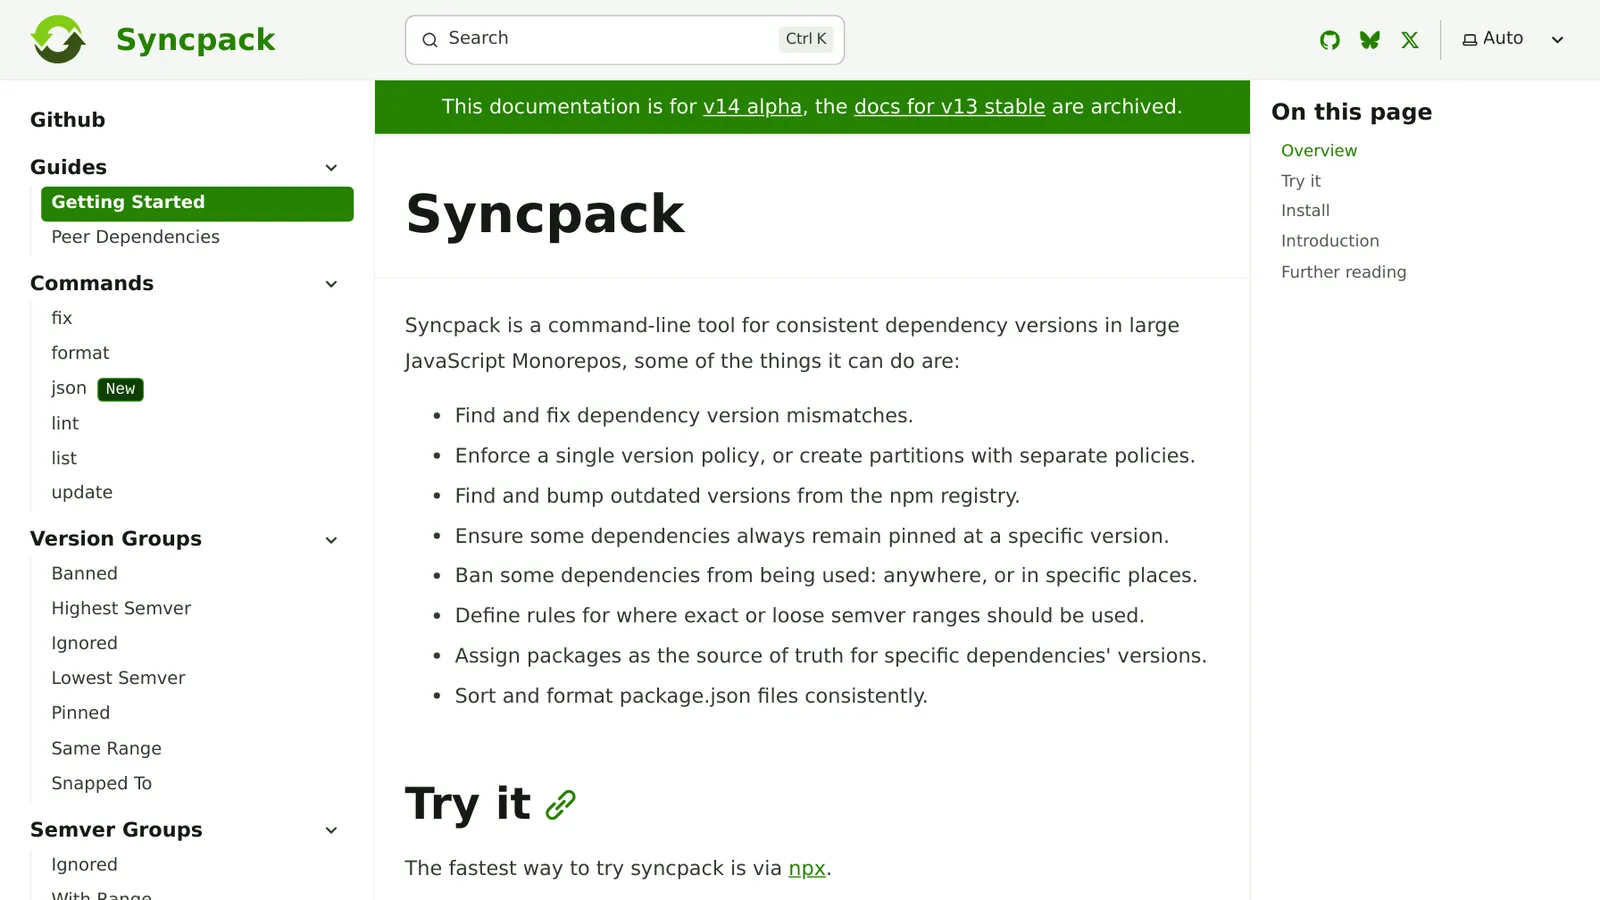 Syncpack
Search
Ctrl K
Auto
Github
Guides
Getting Started
Peer Dependencies
Commands
fix
format
json New
lint
list
update
Version Groups
Banned
Highest Semver
Ignored
Lowest Semver
Pinned
Same Range
Snapped To
Semver Groups
Ignored
With Range
This documentation is for v14 alpha, the docs for v13 stable are archived.
Syncpack
Syncpack is a command-line tool for consistent dependency versions in large
JavaScript Monorepos, some of the things it can do are:
• Find and fix dependency version mismatches.
• Enforce a single version policy, or create partitions with separate policies.
• Find and bump outdated versions from the npm registry.
• Ensure some dependencies always remain pinned at a specific version.
• Ban some dependencies from being used: anywhere, or in specific places.
• Define rules for where exact or loose semver ranges should be used.
• Assign packages as the source of truth for specific dependencies' versions.
• Sort and format package.json files consistently.
Try it
The fastest way to try syncpack is via npx.
On this page
Overview
Try it
Install
Introduction
Further reading